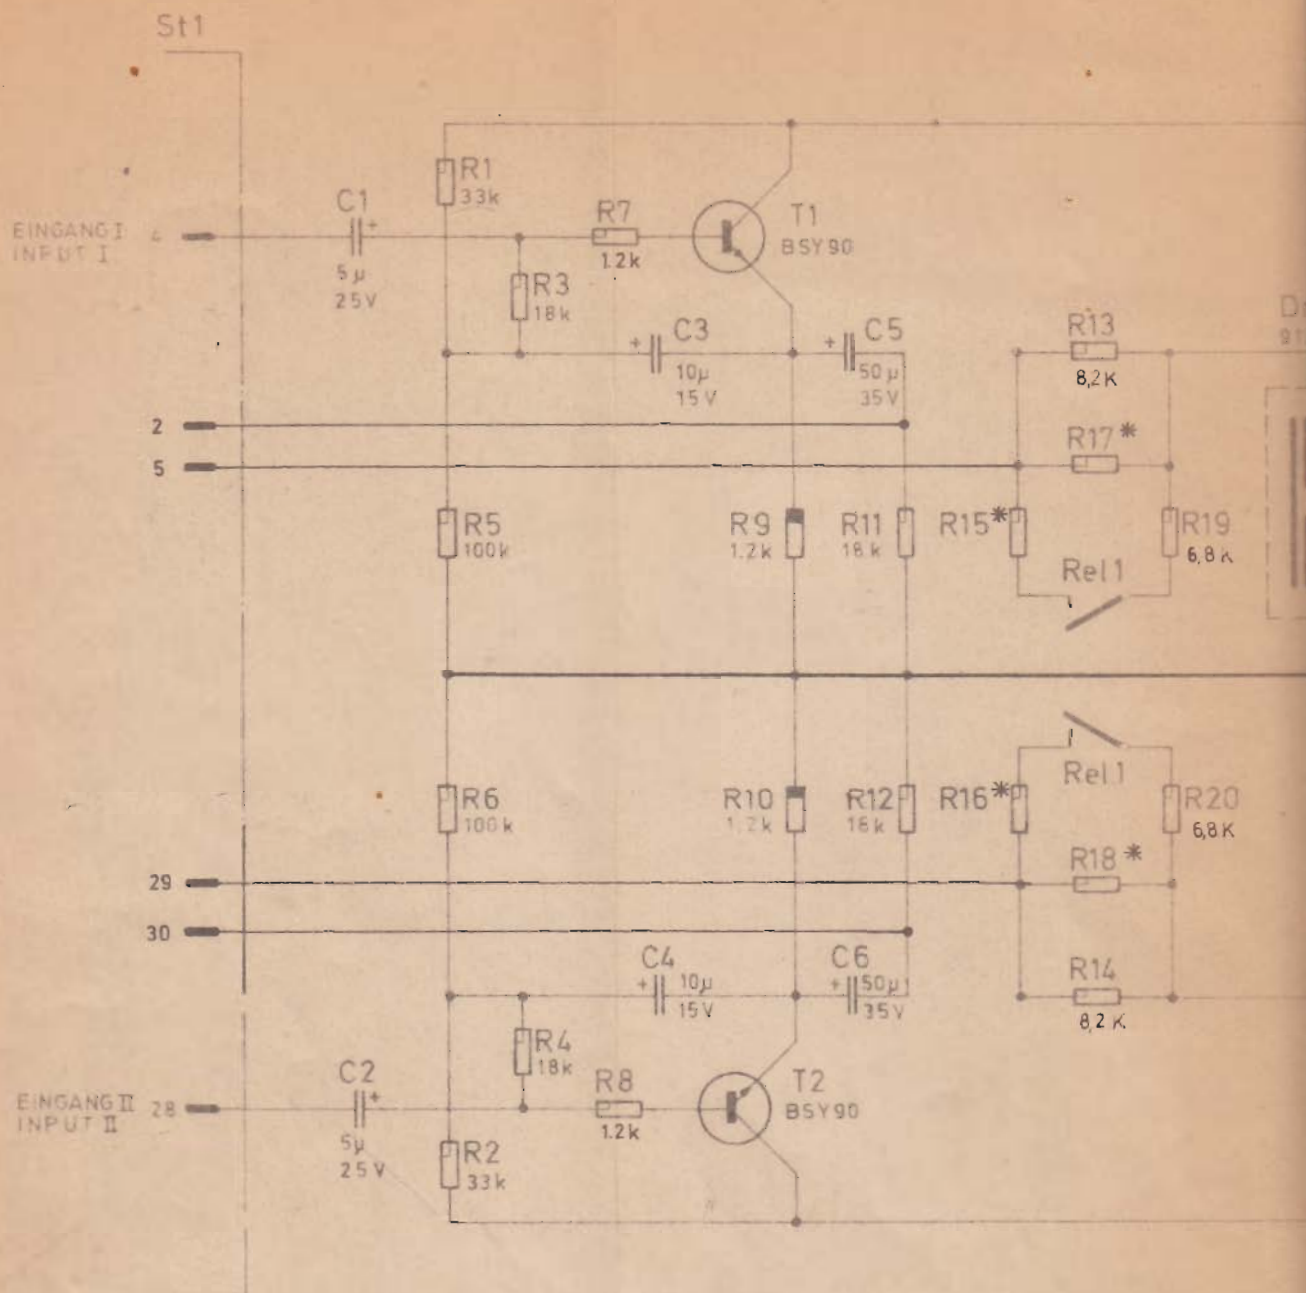 St1
R1
33k
C1
+
5µ
25V
EINGANG I
INPUT I
4
R7
1.2k
T1
BSY90
R3
18k
+
C3
10µ
15V
+
C5
50µ
35V
R13
8,2K
2
5
R17*
R5
100k
R9
1.2k
R11
18k
R15*
R19
6,8K
Rel1
Rel1
R6
100k
R10
1.2k
R12
18k
R16*
R20
6,8K
R18*
29
30
C4
+
10µ
15V
C6
+
50µ
35V
R14
8,2K
R4
18k
C2
+
5µ
25V
R8
1.2k
T2
BSY90
EINGANG II
INPUT II
28
R2
33k